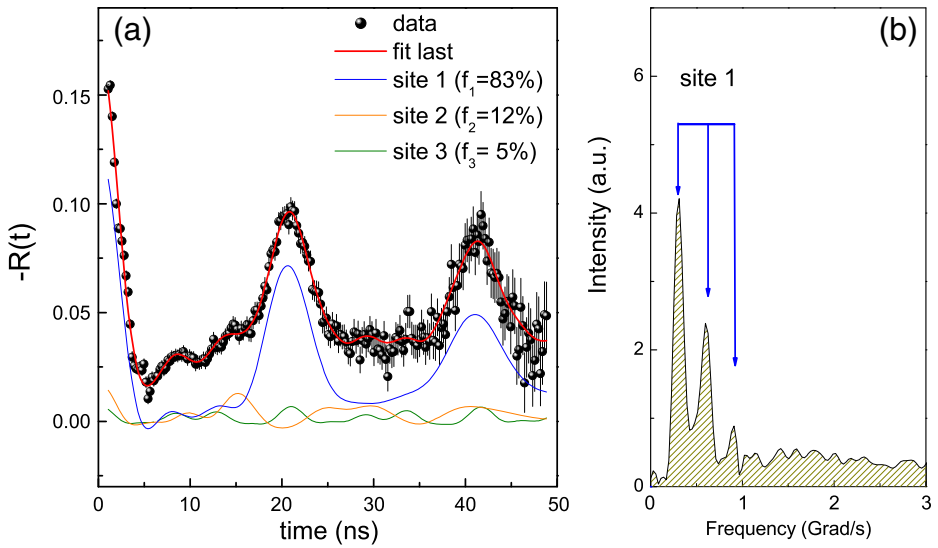 (a)
data
fit last
site 1 (f1=83%)
site 2 (f2=12%)
site 3 (f3= 5%)
-R(t)
0.15
0.10
0.05
0.00
0 10 20 30 40 50
time (ns)
(b)
site 1
Intensity (a.u.)
6
4
2
0
0 1 2 3
Frequency (Grad/s)